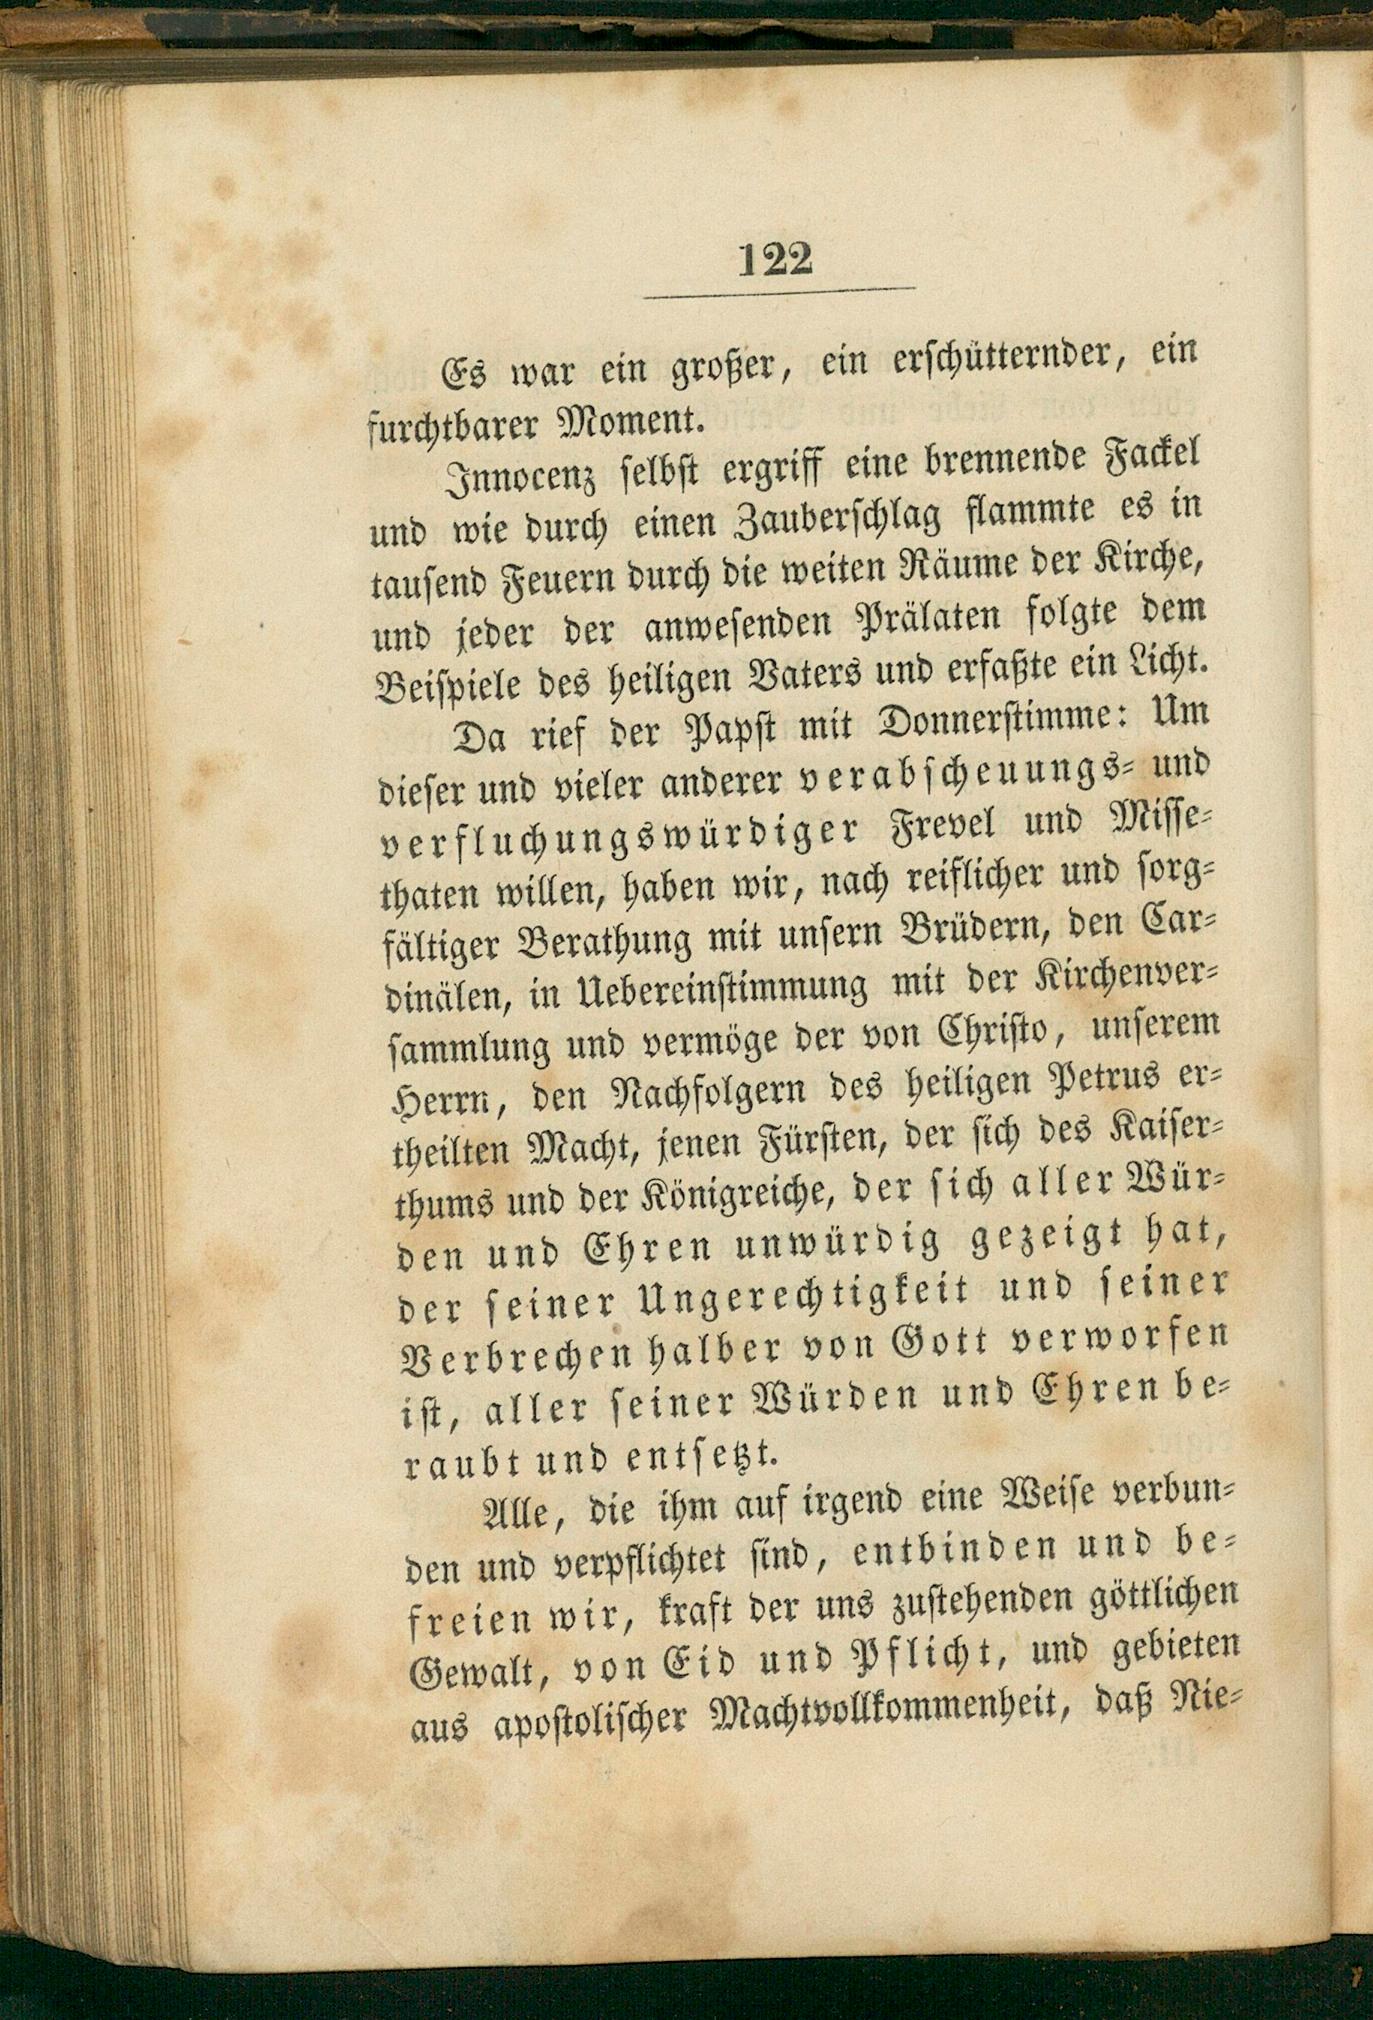 122
Es war ein großer, ein erschütternder, ein
furchtbarer Moment.
Innocenz selbst ergriff eine brennende Fackel
und wie durch einen Zauberschlag flammte es in
tausend Feuern durch die weiten Räume der Kirche,
und jeder der anwesenden Prälaten folgte dem
Beispiele des heiligen Vaters und erfaßte ein Licht.
Da rief der Papst mit Donnerstimme: Um
dieser und vieler anderer verabscheuungs- und
verfluchungswürdiger Frevel und Misse-
thaten willen, haben wir, nach reiflicher und sorg-
fältiger Berathung mit unsern Brüdern, den Car-
dinälen, in Uebereinstimmung mit der Kirchenver-
sammlung und vermöge der von Christo, unserem
Herrn, den Nachfolgern des heiligen Petrus er-
theilten Macht, jenen Fürsten, der sich des Kaiser-
thums und der Königreiche, der sich aller Wür-
den und Ehren unwürdig gezeigt hat,
der seiner Ungerechtigkeit und seiner
Verbrechen halber von Gott verworfen
ist, aller seiner Würden und Ehren be-
raubt und entsetzt.
Alle, die ihm auf irgend eine Weise verbun-
den und verpflichtet sind, entbinden und be-
freien wir, kraft der uns zustehenden göttlichen
Gewalt, von Eid und Pflicht, und gebieten
aus apostolischer Machtvollkommenheit, daß Nie-